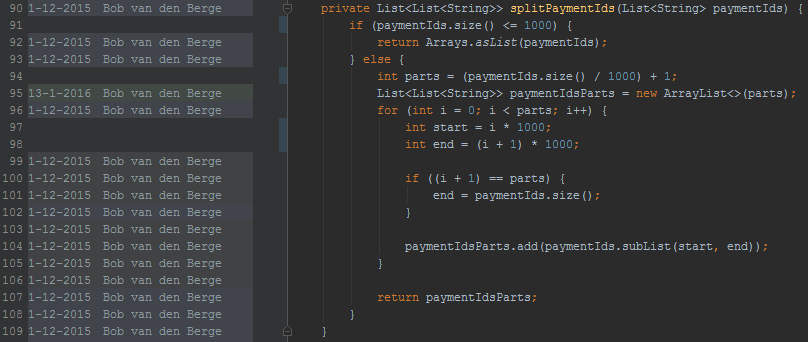 90 1-12-2015 Bob van den Berge private List<List<String>> splitPaymentIds(List<String> paymentIds) {
91 if (paymentIds.size() <= 1000) {
92 1-12-2015 Bob van den Berge return Arrays.asList(paymentIds);
93 1-12-2015 Bob van den Berge } else {
94 int parts = (paymentIds.size() / 1000) + 1;
95 13-1-2016 Bob van den Berge List<List<String>> paymentIdsParts = new ArrayList<>(parts);
96 1-12-2015 Bob van den Berge for (int i = 0; i < parts; i++) {
97 int start = i * 1000;
98 int end = (i + 1) * 1000;
99 1-12-2015 Bob van den Berge
100 1-12-2015 Bob van den Berge if ((i + 1) == parts) {
101 1-12-2015 Bob van den Berge end = paymentIds.size();
102 1-12-2015 Bob van den Berge }
103 1-12-2015 Bob van den Berge
104 1-12-2015 Bob van den Berge paymentIdsParts.add(paymentIds.subList(start, end));
105 1-12-2015 Bob van den Berge }
106 1-12-2015 Bob van den Berge
107 1-12-2015 Bob van den Berge return paymentIdsParts;
108 1-12-2015 Bob van den Berge }
109 1-12-2015 Bob van den Berge }